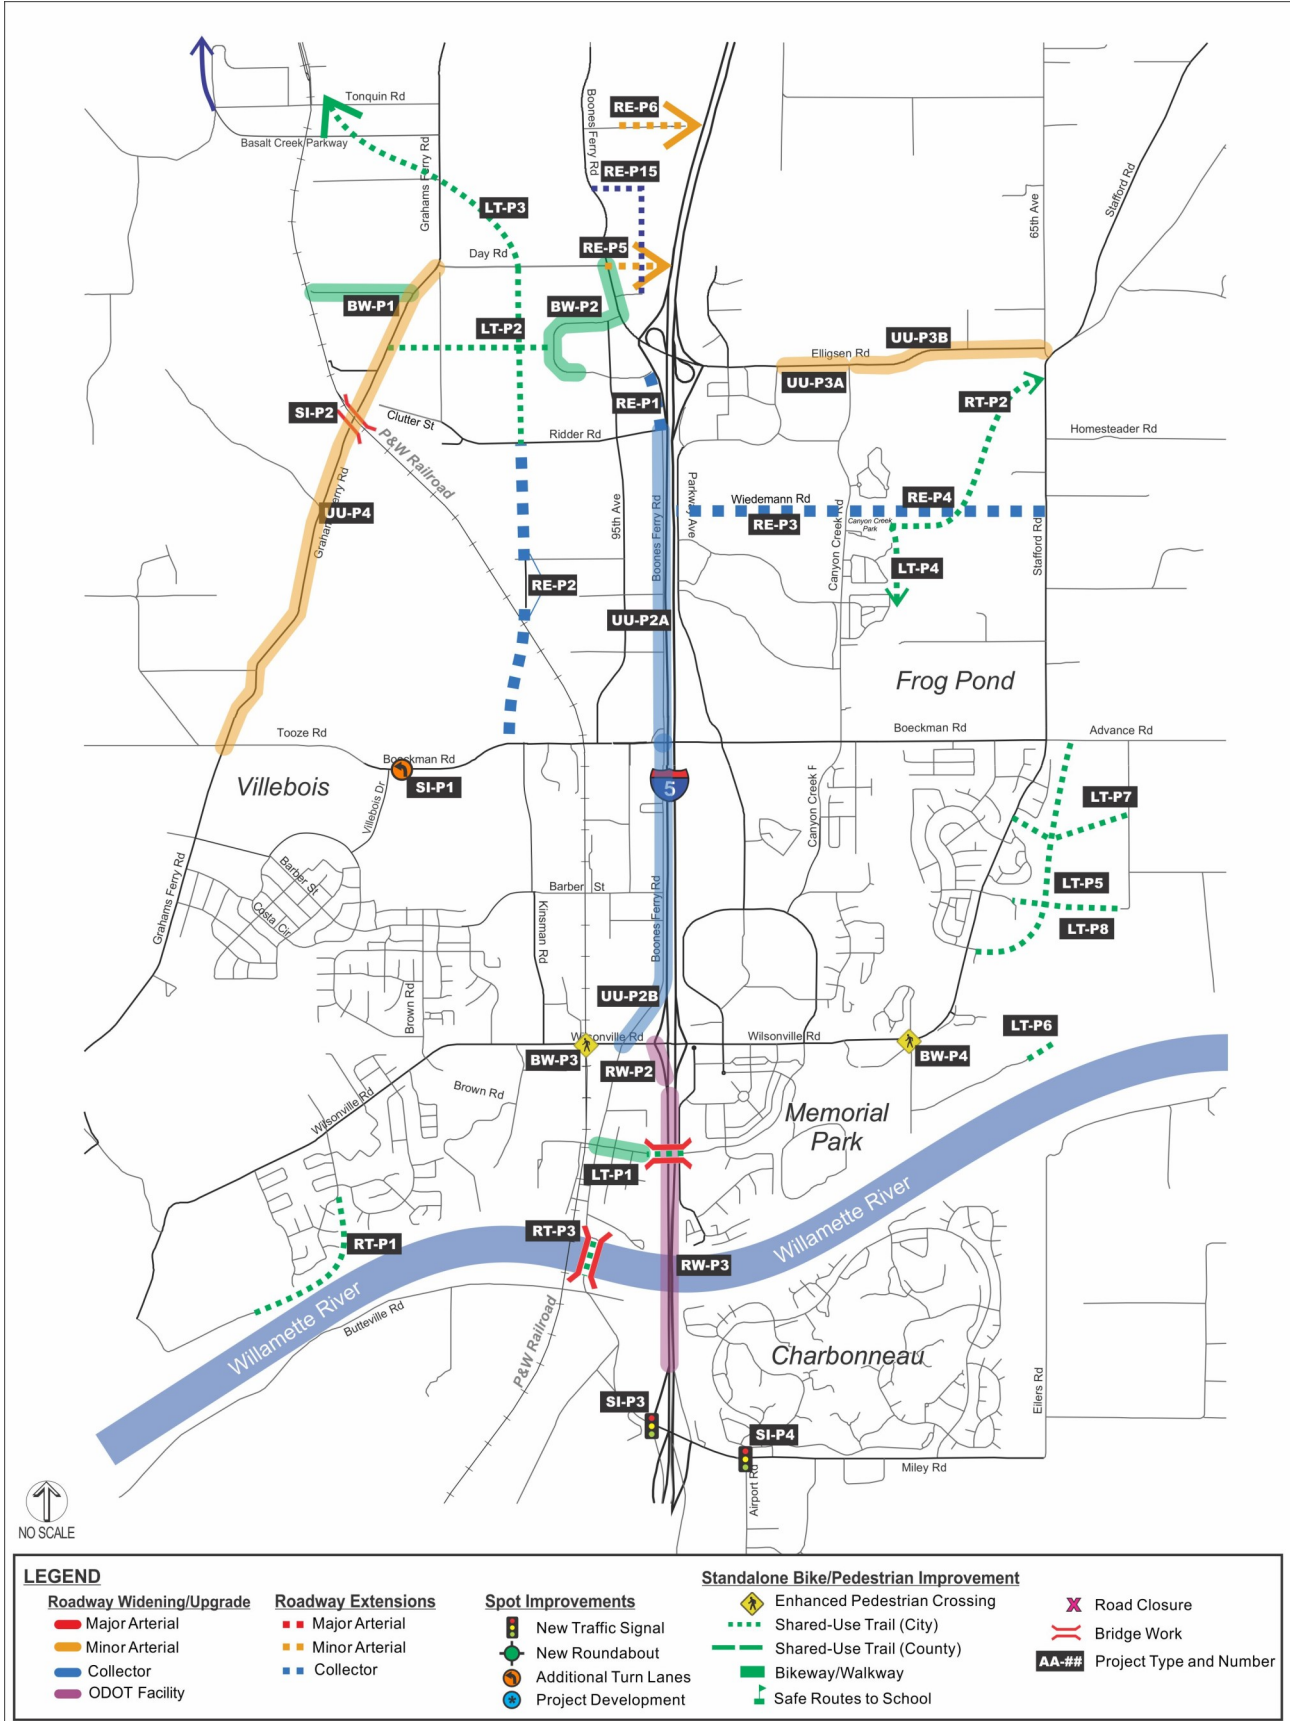 Tonquin Rd
Basalt Creek Parkway
Grahams Ferry Rd
Boones Ferry Rd
RE-P6
RE-P15
LT-P3
Day Rd
RE-P5
65th Ave
Stafford Rd
BW-P1
BW-P2
LT-P2
Elligsen Rd
UU-P3B
UU-P3A
RE-P1
RT-P2
SI-P2
Clutter St
P&W Railroad
Ridder Rd
Homesteader Rd
UU-P4
95th Ave
Boones Ferry Rd
Parkway Ave
Wiedemann Rd
RE-P3
RE-P4
Canyon Creek Rd
Canyon Creek
Park
Stafford Rd
LT-P4
RE-P2
UU-P2A
Frog Pond
Tooze Rd
Boeckman Rd
Advance Rd
Boeckman Rd
SI-P1
Villebois
Villebois Dr
5
Canyon Creek
LT-P7
Barber St
Costa Cir
Grahams Ferry Rd
Barber St
Kinsman Rd
Boones Ferry Rd
LT-P5
LT-P8
Brown Rd
UU-P2B
LT-P6
Wilsonville Rd
Wilsonville Rd
BW-P3
RW-P2
BW-P4
Brown Rd
Wilsonville Rd
Memorial
Park
LT-P1
RT-P1
RT-P3
RW-P3
Willamette River
Willamette River
Butteville Rd
P&W Railroad
Charbonneau
SI-P3
SI-P4
Eilers Rd
Miley Rd
Airport Rd
NO SCALE
LEGEND
Roadway Widening/Upgrade
Major Arterial
Minor Arterial
Collector
ODOT Facility
Roadway Extensions
Major Arterial
Minor Arterial
Collector
Spot Improvements
New Traffic Signal
New Roundabout
Additional Turn Lanes
Project Development
Standalone Bike/Pedestrian Improvement
Enhanced Pedestrian Crossing
Shared-Use Trail (City)
Shared-Use Trail (County)
Bikeway/Walkway
Safe Routes to School
Road Closure
Bridge Work
AA-## Project Type and Number